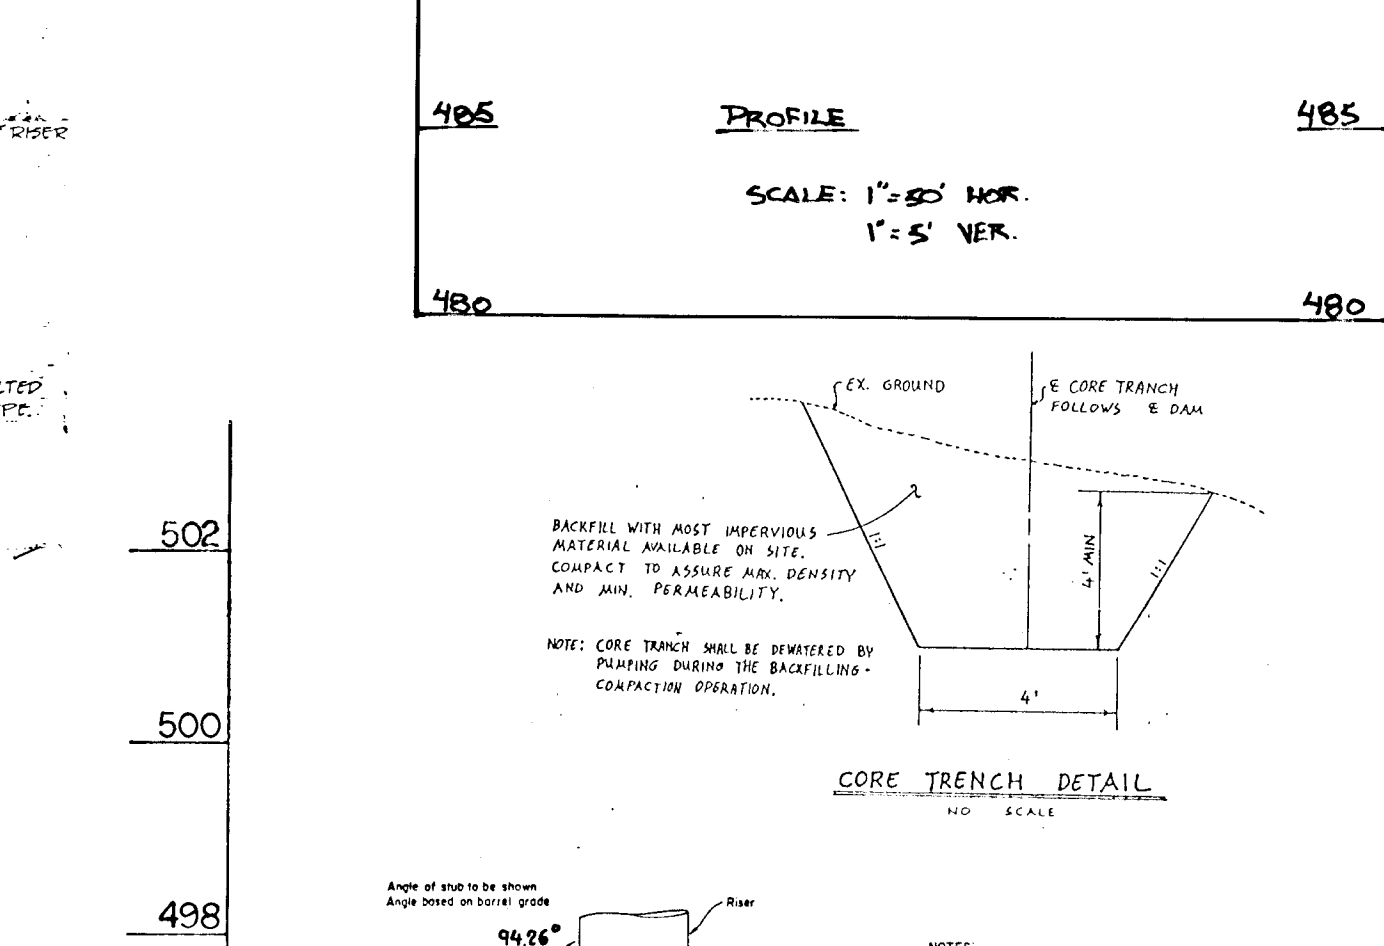 RISER
485
PROFILE
485
SCALE: 1"=50' HOR.
1"=5' VER.
480
480
LTED
PE.
EX. GROUND
℄ CORE TRANCH
FOLLOWS ℄ DAM
502
BACKFILL WITH MOST IMPERVIOUS
MATERIAL AVAILABLE ON SITE.
COMPACT TO ASSURE MAX. DENSITY
AND MIN. PERMEABILITY.
1:1
4' MIN
1:1
NOTE: CORE TRANCH SHALL BE DEWATERED BY
PUMPING DURING THE BACKFILLING-
COMPACTION OPERATION.
4'
500
CORE TRENCH DETAIL
NO SCALE
Angle of stub to be shown
Angle based on barrel grade
Riser
498
94.26°
NOTES: